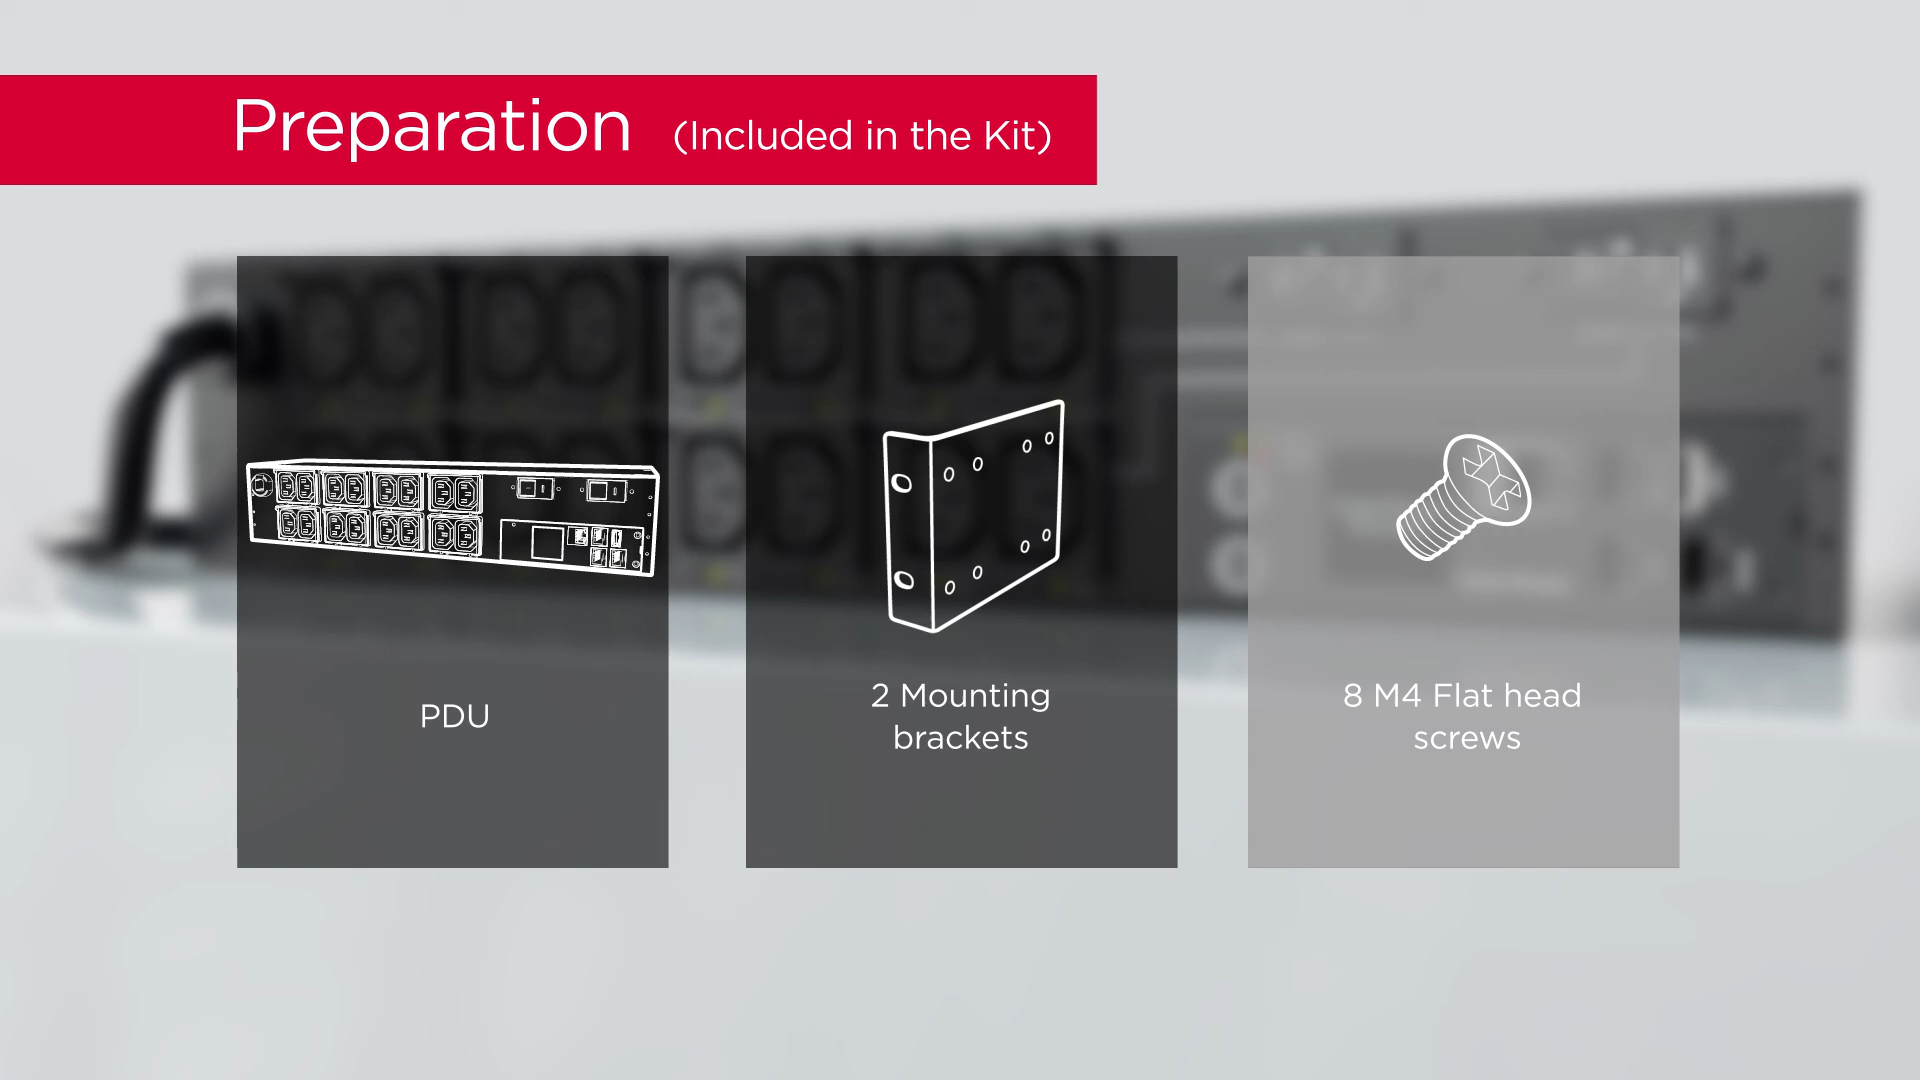 Preparation (Included in the Kit)
PDU
2 Mounting
brackets
8 M4 Flat head
screws